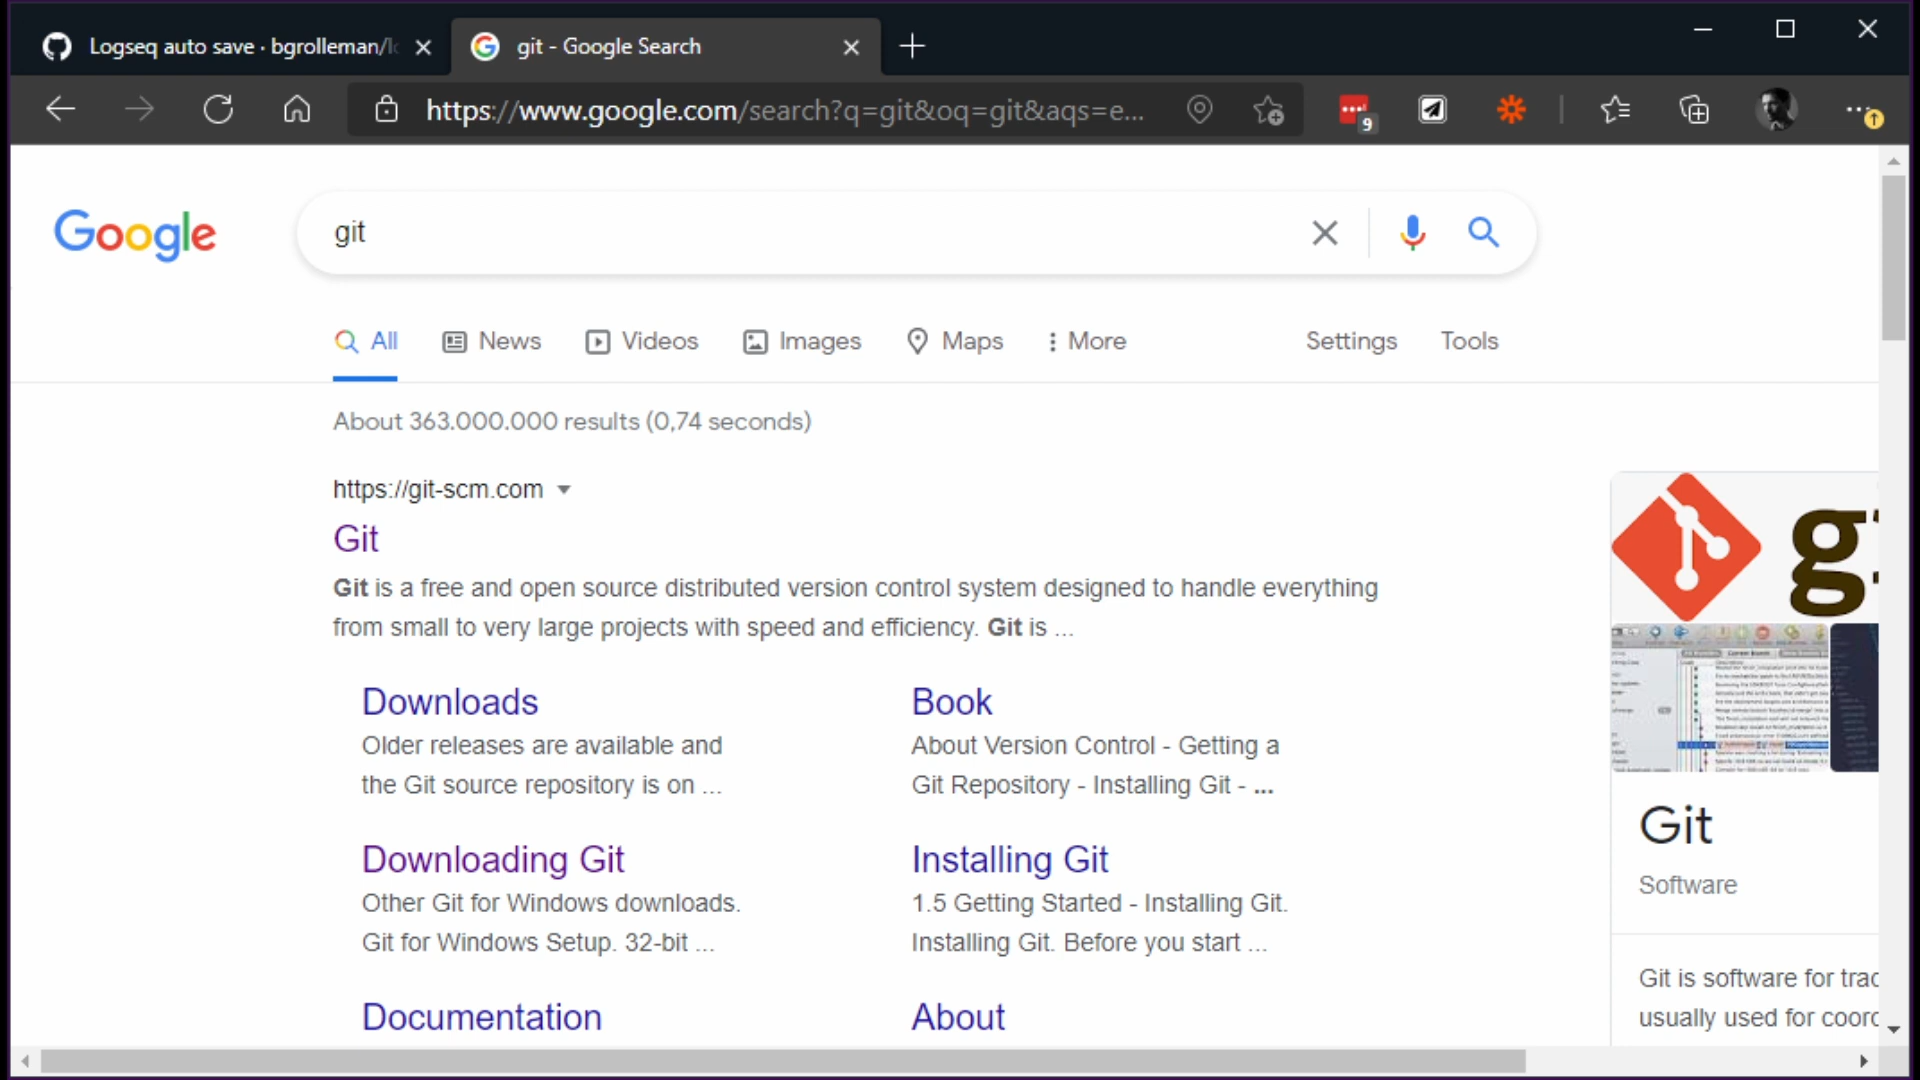 Logseq auto save · bgrolleman/l
git - Google Search
https://www.google.com/search?q=git&oq=git&aqs=e...
9
Google
git
All
News
Videos
Images
Maps
More
Settings
Tools
About 363.000.000 results (0,74 seconds)
https://git-scm.com
Git
Git is a free and open source distributed version control system designed to handle everything
from small to very large projects with speed and efficiency. Git is ...
Downloads
Older releases are available and
the Git source repository is on ...
Book
About Version Control - Getting a
Git Repository - Installing Git - ...
Downloading Git
Other Git for Windows downloads.
Git for Windows Setup. 32-bit ...
Installing Git
1.5 Getting Started - Installing Git.
Installing Git. Before you start ...
Documentation
About
gi
Git
Software
Git is software for trac
usually used for coorc